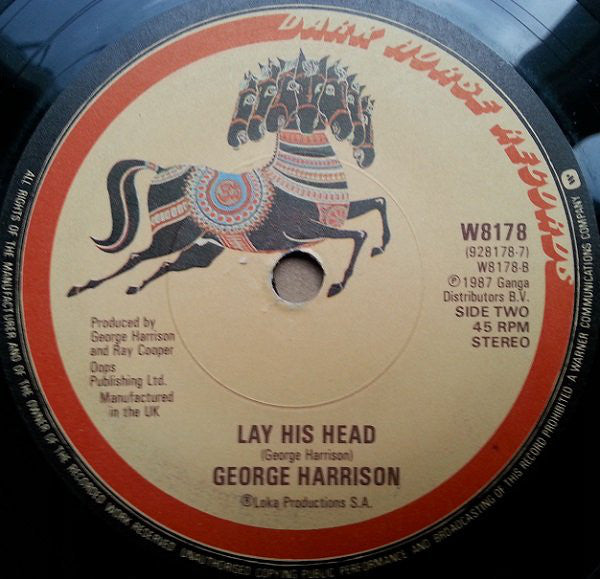 DARK HORSE RECORDS
W8178
(928178-7)
W8178-B
℗1987 Ganga
Distributors B.V.
SIDE TWO
45 RPM
STEREO
Produced by
George Harrison
and Ray Cooper
Oops
Publishing Ltd.
Manufactured
in the UK
LAY HIS HEAD
(George Harrison)
GEORGE HARRISON
®Loka Productions S.A.
ALL RIGHTS OF THE MANUFACTURER AND OF THE OWNER OF THE RECORDED WORK RESERVED UNAUTHORISED COPYING PUBLIC PERFORMANCE AND BROADCASTING OF THIS RECORD PROHIBITED A WARNER COMMUNICATIONS COMPANY